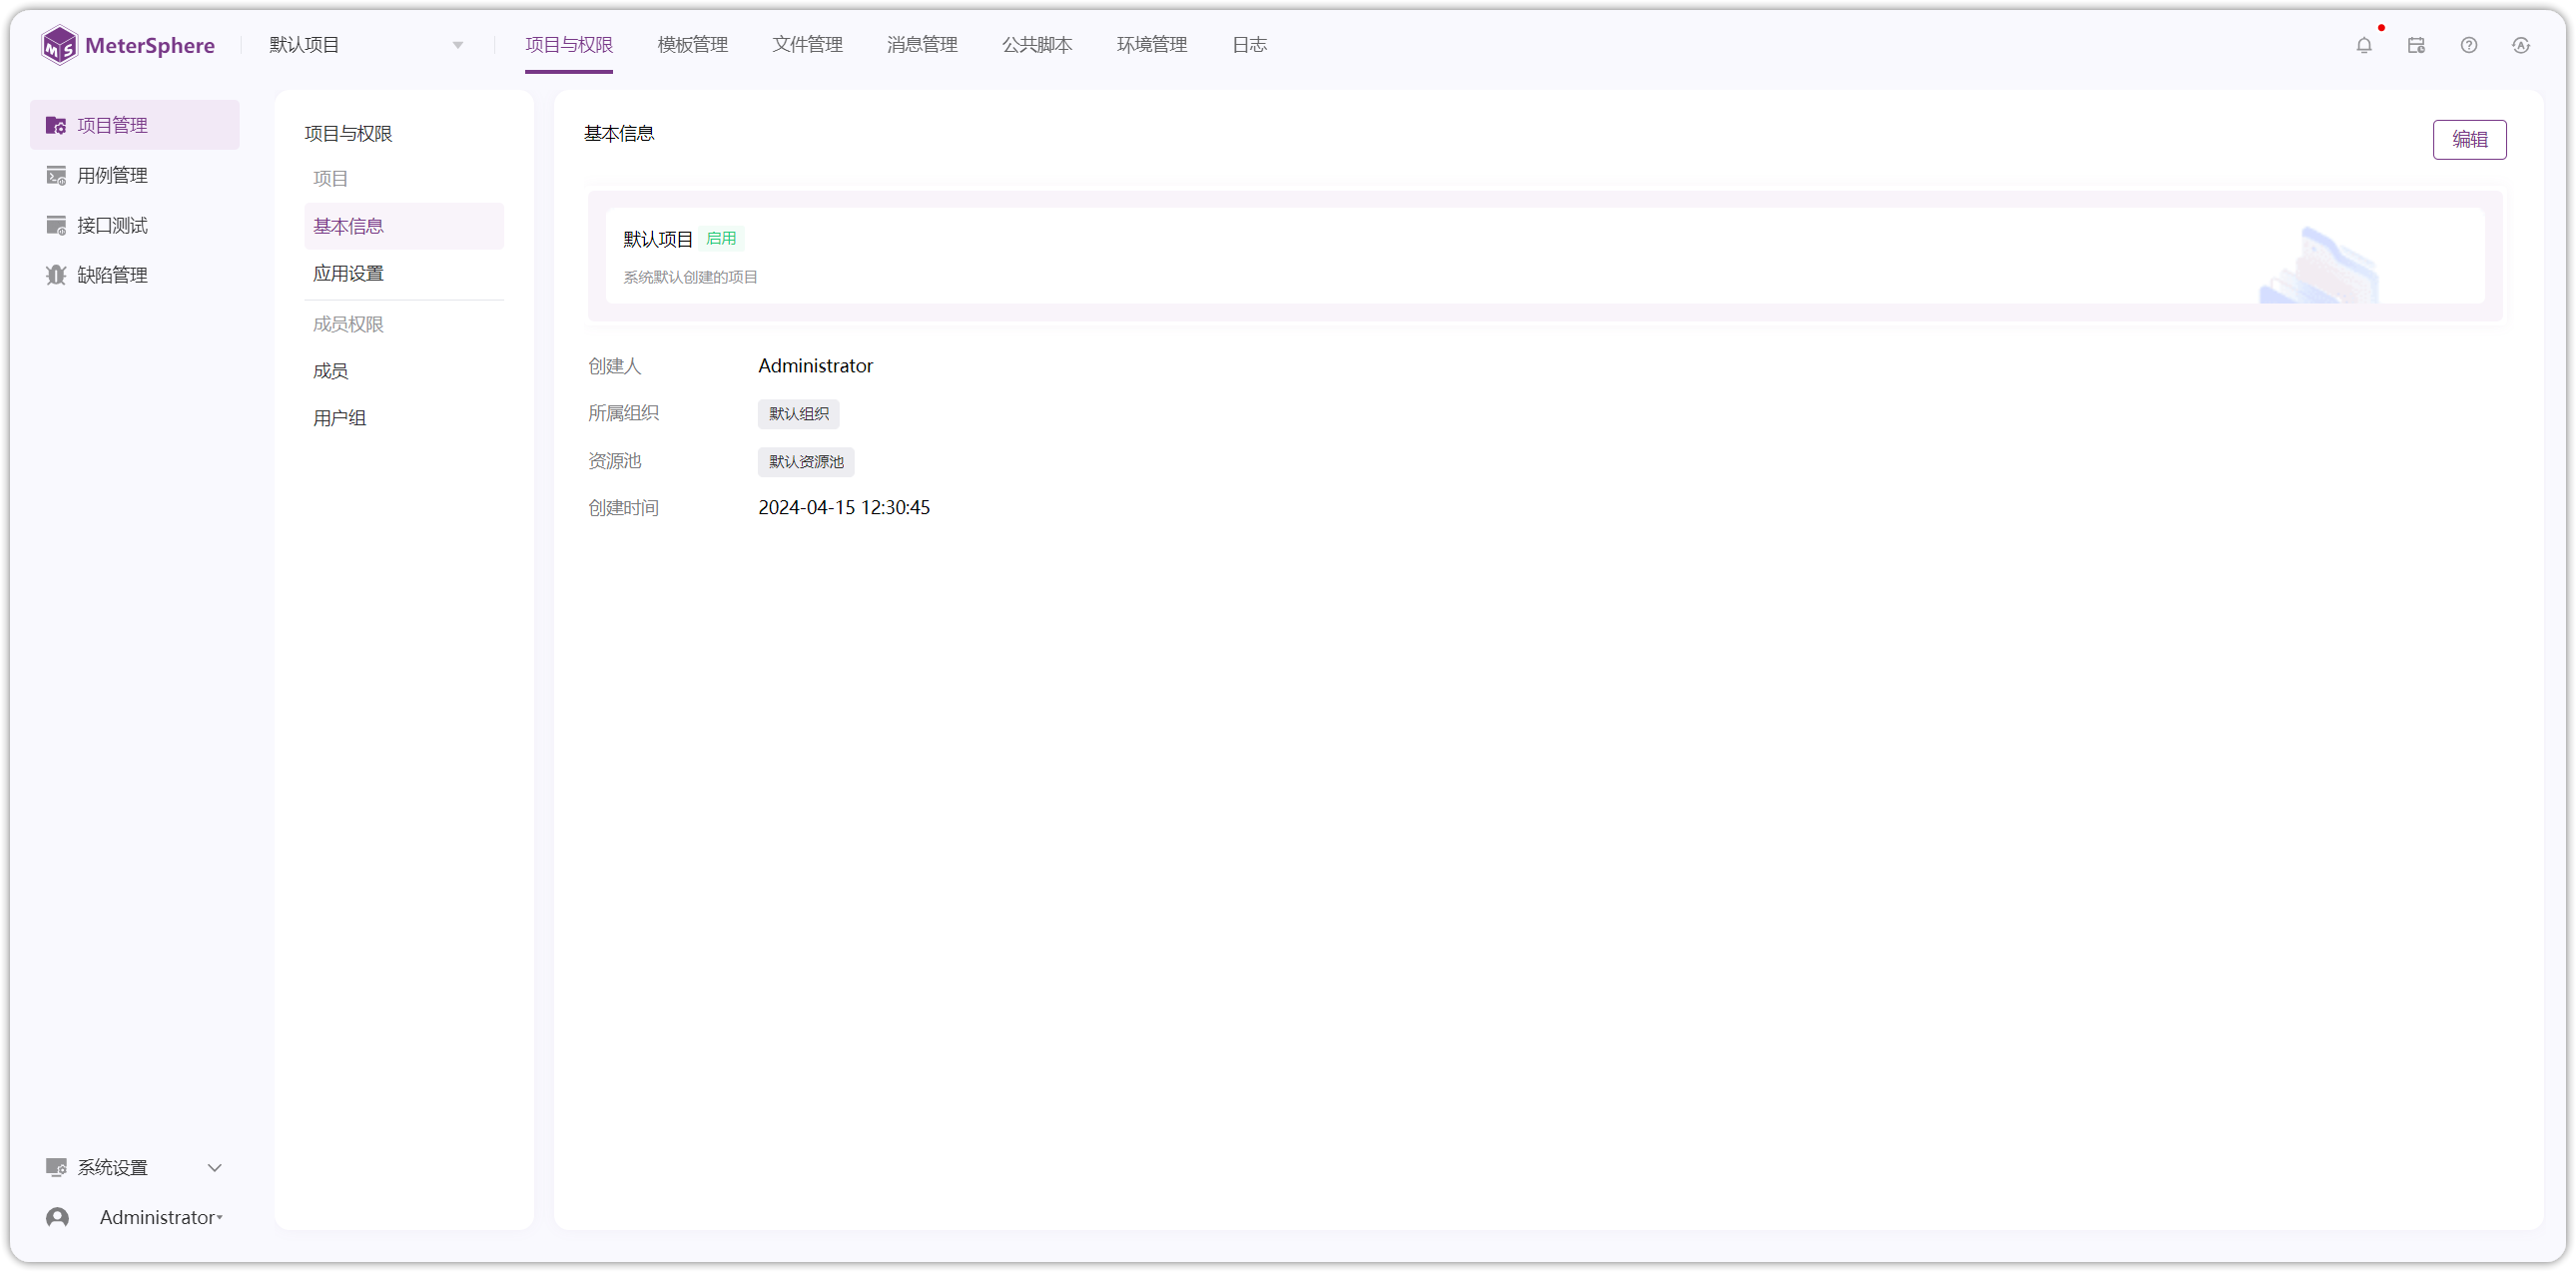 MeterSphere
默认项目
项目与权限
模板管理
文件管理
消息管理
公共脚本
环境管理
日志
项目管理
用例管理
接口测试
缺陷管理
系统设置
Administrator
项目与权限
项目
基本信息
应用设置
成员权限
成员
用户组
基本信息
编辑
默认项目 启用
系统默认创建的项目
创建人 Administrator
所属组织 默认组织
资源池 默认资源池
创建时间 2024-04-15 12:30:45